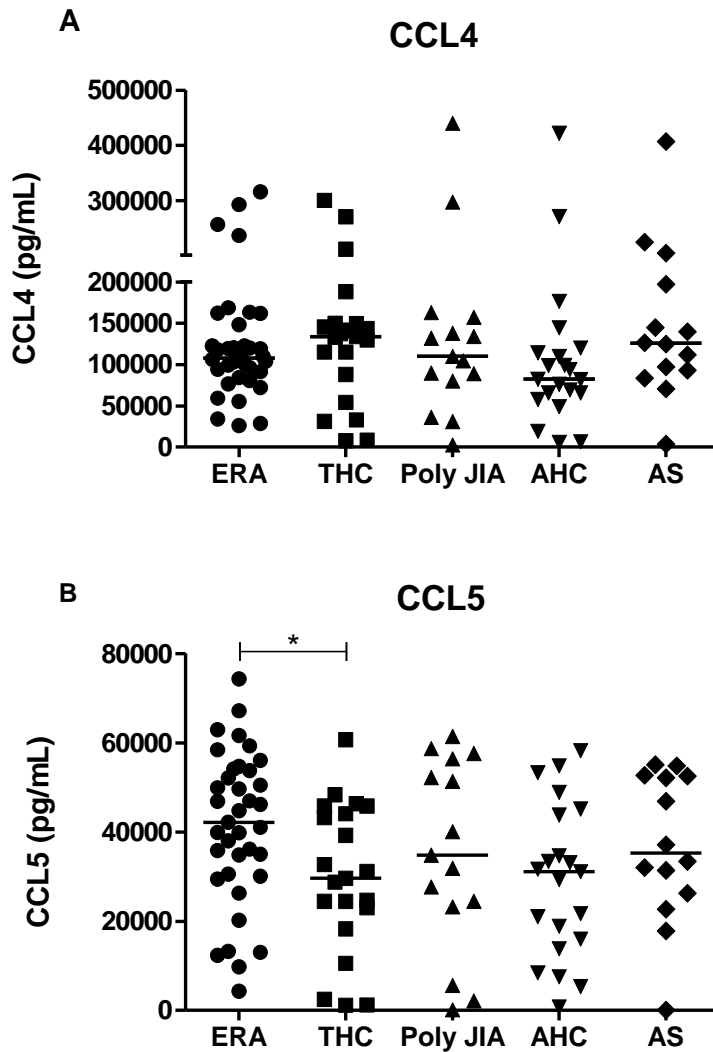 A
CCL4
CCL4 (pg/mL)
500000
400000
300000
200000
150000
100000
50000
0
ERA THC Poly JIA AHC AS
B
CCL5
CCL5 (pg/mL)
80000
*
60000
40000
20000
0
ERA THC Poly JIA AHC AS